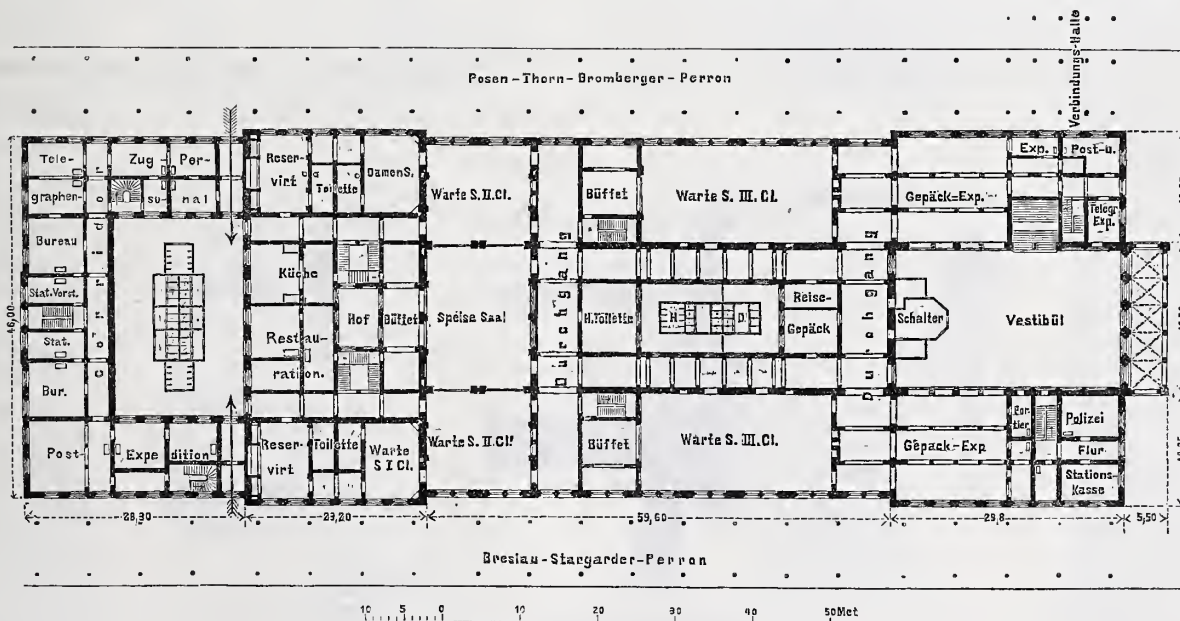 Verbindungs-Halle
Posen-Thorn-Bromberger-Perron
Tele-
graphen-
Bureau
Stat. Vorst.
Stat.
Bur.
Post-
Corridor
Zug
Per-
so-
nal
Expe
dition
Reser-
virt
Toilette
Damen S.
Küche
Restau-
ration.
Hof
Büffet
Reser-
virt
Toilette
Warte
S I Cl.
Warte S. II. Cl.
Speise Saal
Warte S. II. Cl.
Durchgang
Büffet
H. Toilette
Büffet
Warte S. III. Cl.
H.
D.
Reise-
Gepäck
Warte S. III. Cl.
Durchgang
Gepäck=Exp.
Exp.
Post-u.
Telegr.
Exp.
Schalter
Vestibül
Gepäck=Exp
Por-
tier
Polizei
Flur
Stations-
Kasse
46,00
28,30
23,20
59,60
29,8
5,50
Breslau-Stargarder-Perron
10 5 0 10 20 30 40 50 Met